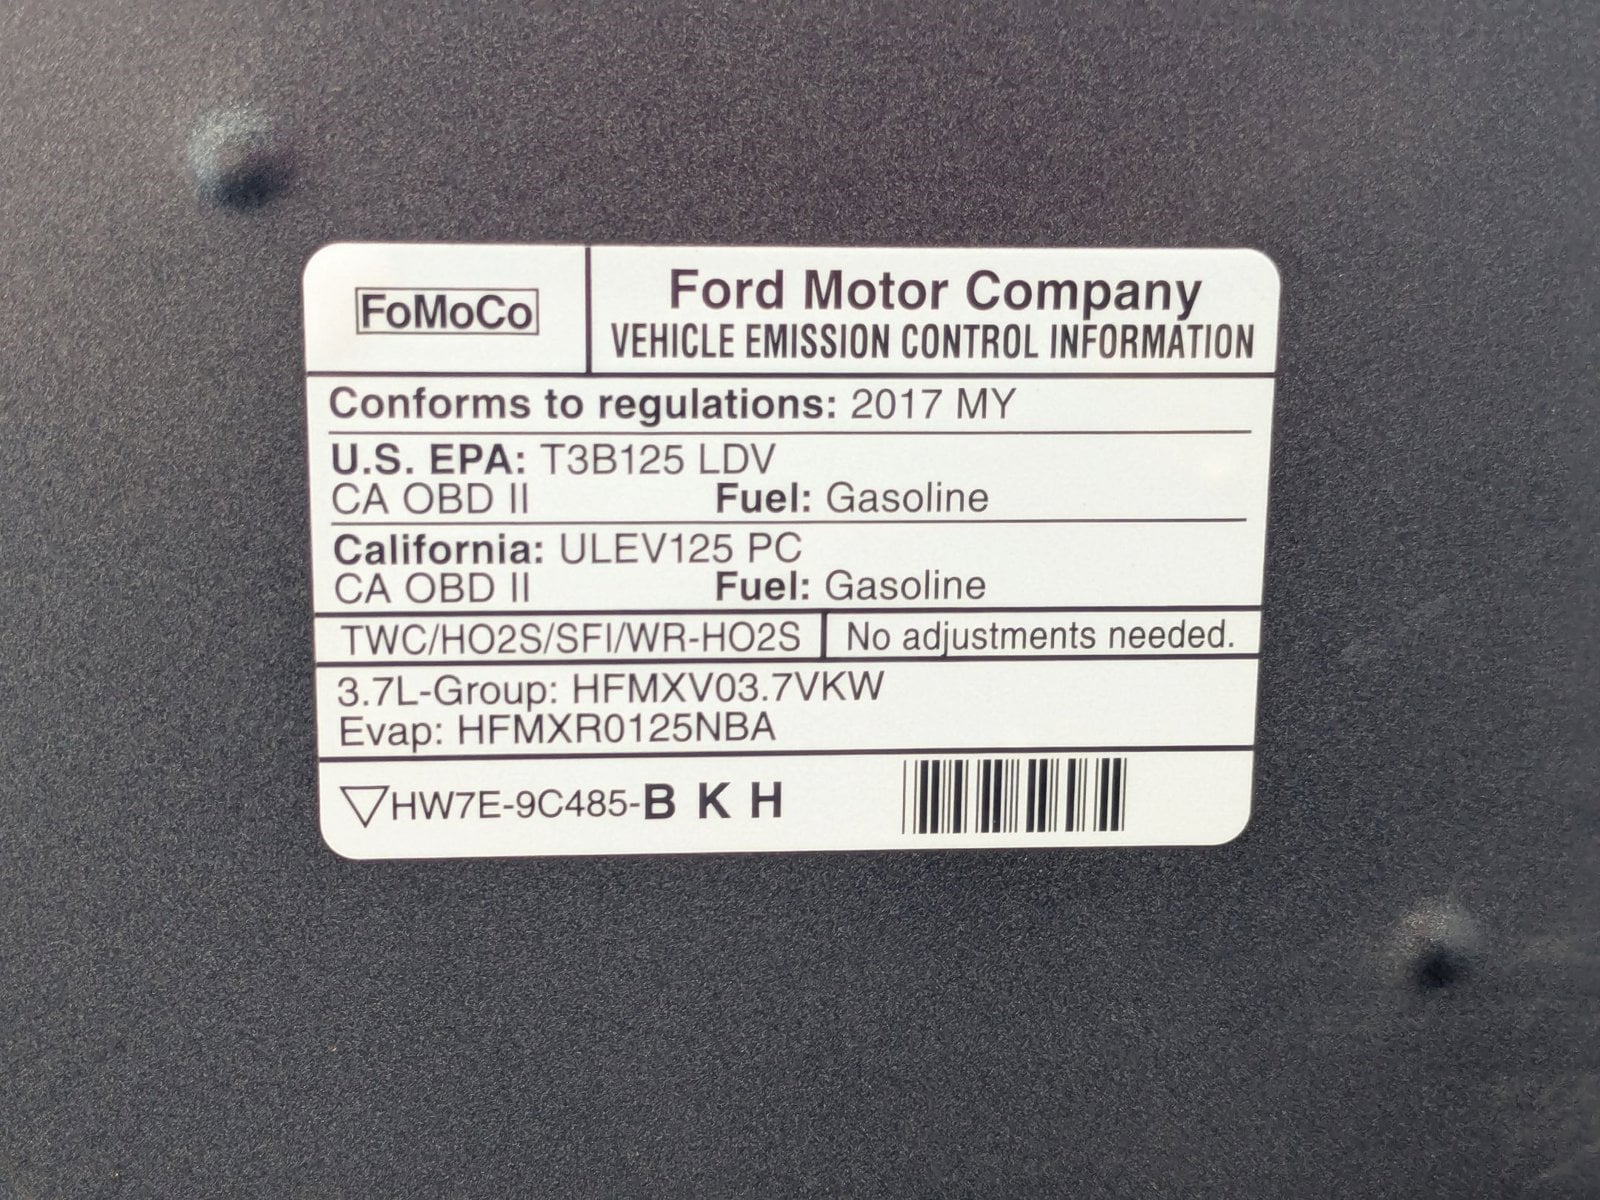 FoMoCo
Ford Motor Company
VEHICLE EMISSION CONTROL INFORMATION
Conforms to regulations: 2017 MY
U.S. EPA: T3B125 LDV
CA OBD II Fuel: Gasoline
California: ULEV125 PC
CA OBD II Fuel: Gasoline
TWC/HO2S/SFI/WR-HO2S No adjustments needed.
3.7L-Group: HFMXV03.7VKW
Evap: HFMXR0125NBA
▽HW7E-9C485-B K H